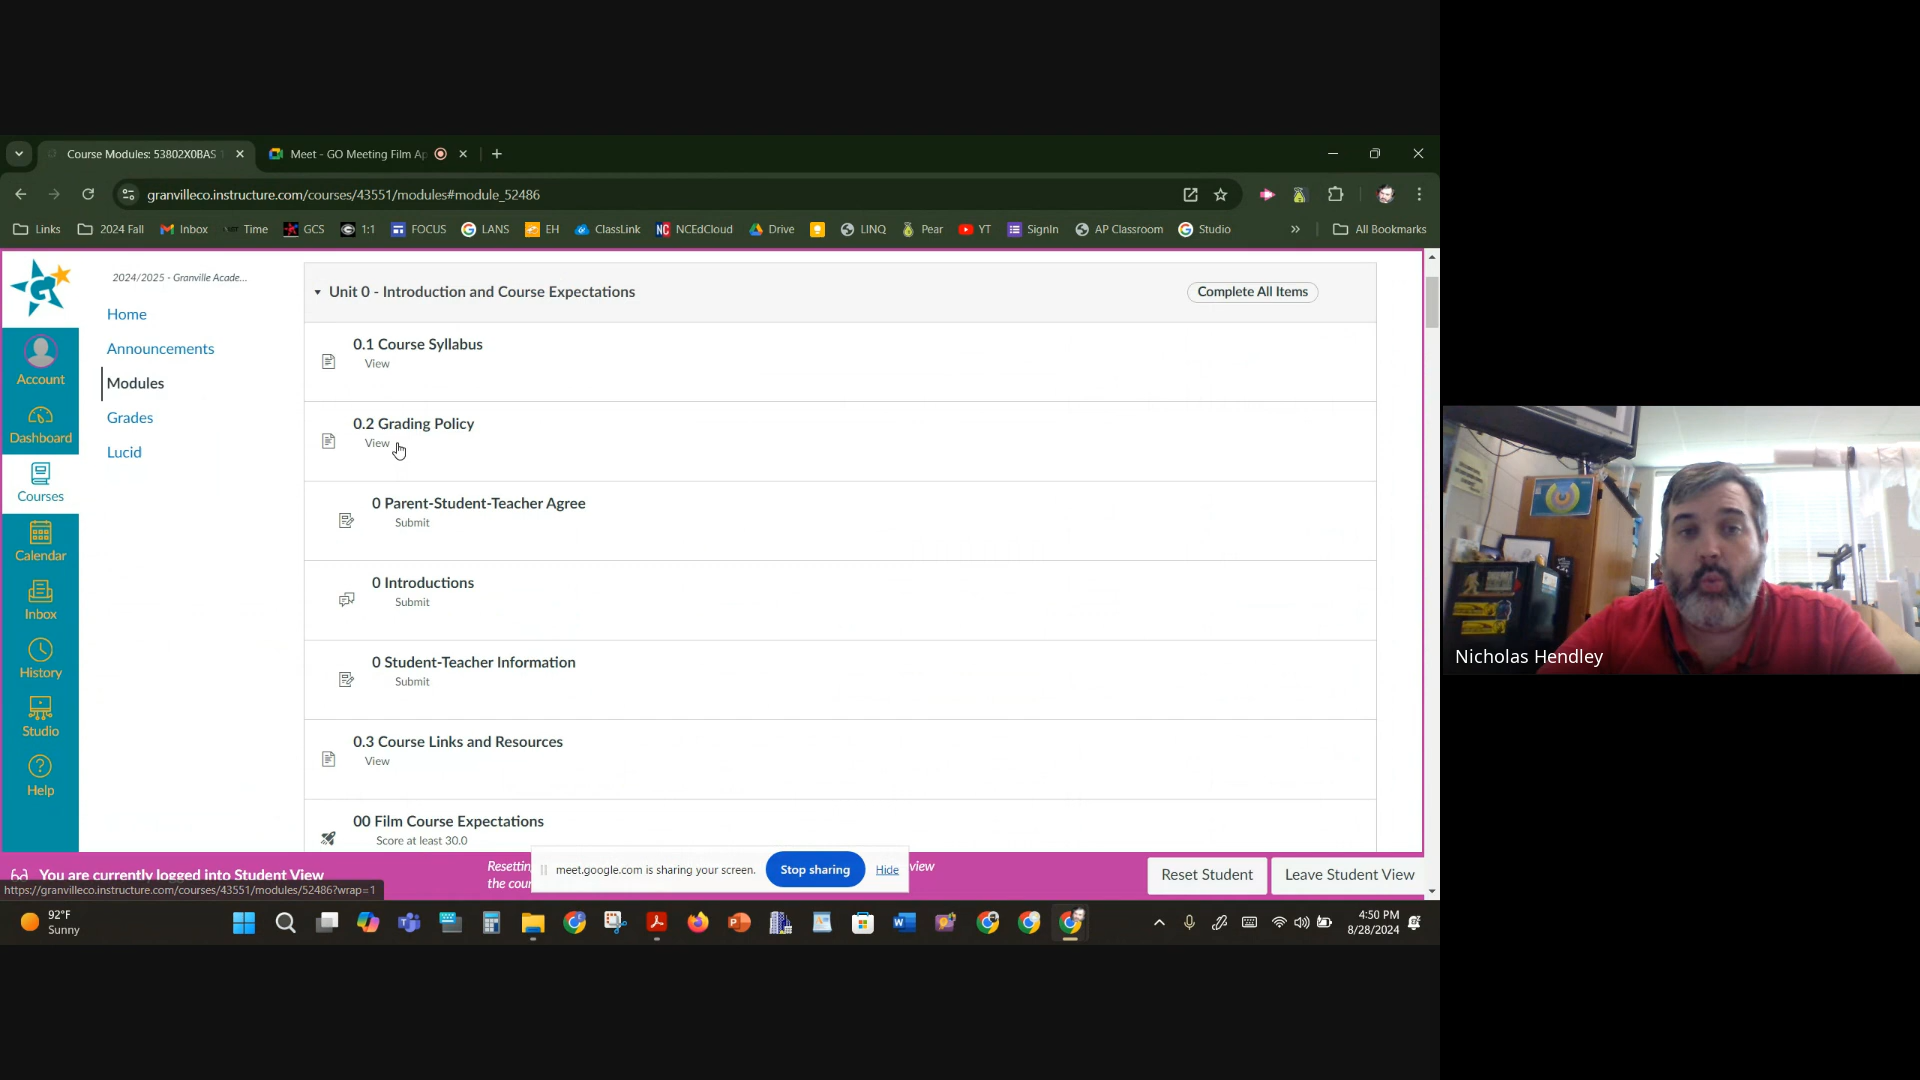 Course Modules: 53802X0BAS
Meet - GO Meeting Film Ap
granvilleco.instructure.com/courses/43551/modules#module_52486
Links
2024 Fall
Inbox
Time
GCS
1:1
FOCUS
LANS
EH
ClassLink
NCEdCloud
Drive
LINQ
Pear
YT
SignIn
AP Classroom
Studio
»
All Bookmarks
2024/2025 - Granville Acade...
Home
Announcements
Modules
Grades
Lucid
Account
Dashboard
Courses
Calendar
Inbox
History
Studio
Help
Unit 0 - Introduction and Course Expectations
Complete All Items
0.1 Course Syllabus
View
0.2 Grading Policy
View
0 Parent-Student-Teacher Agree
Submit
0 Introductions
Submit
0 Student-Teacher Information
Submit
0.3 Course Links and Resources
View
00 Film Course Expectations
Score at least 30.0
You are currently logged into Student View
Resettin
view
the cour
meet.google.com is sharing your screen.
Stop sharing
Hide
Reset Student
Leave Student View
https://granvilleco.instructure.com/courses/43551/modules/52486?wrap=1
92°F
Sunny
4:50 PM
8/28/2024
Nicholas Hendley